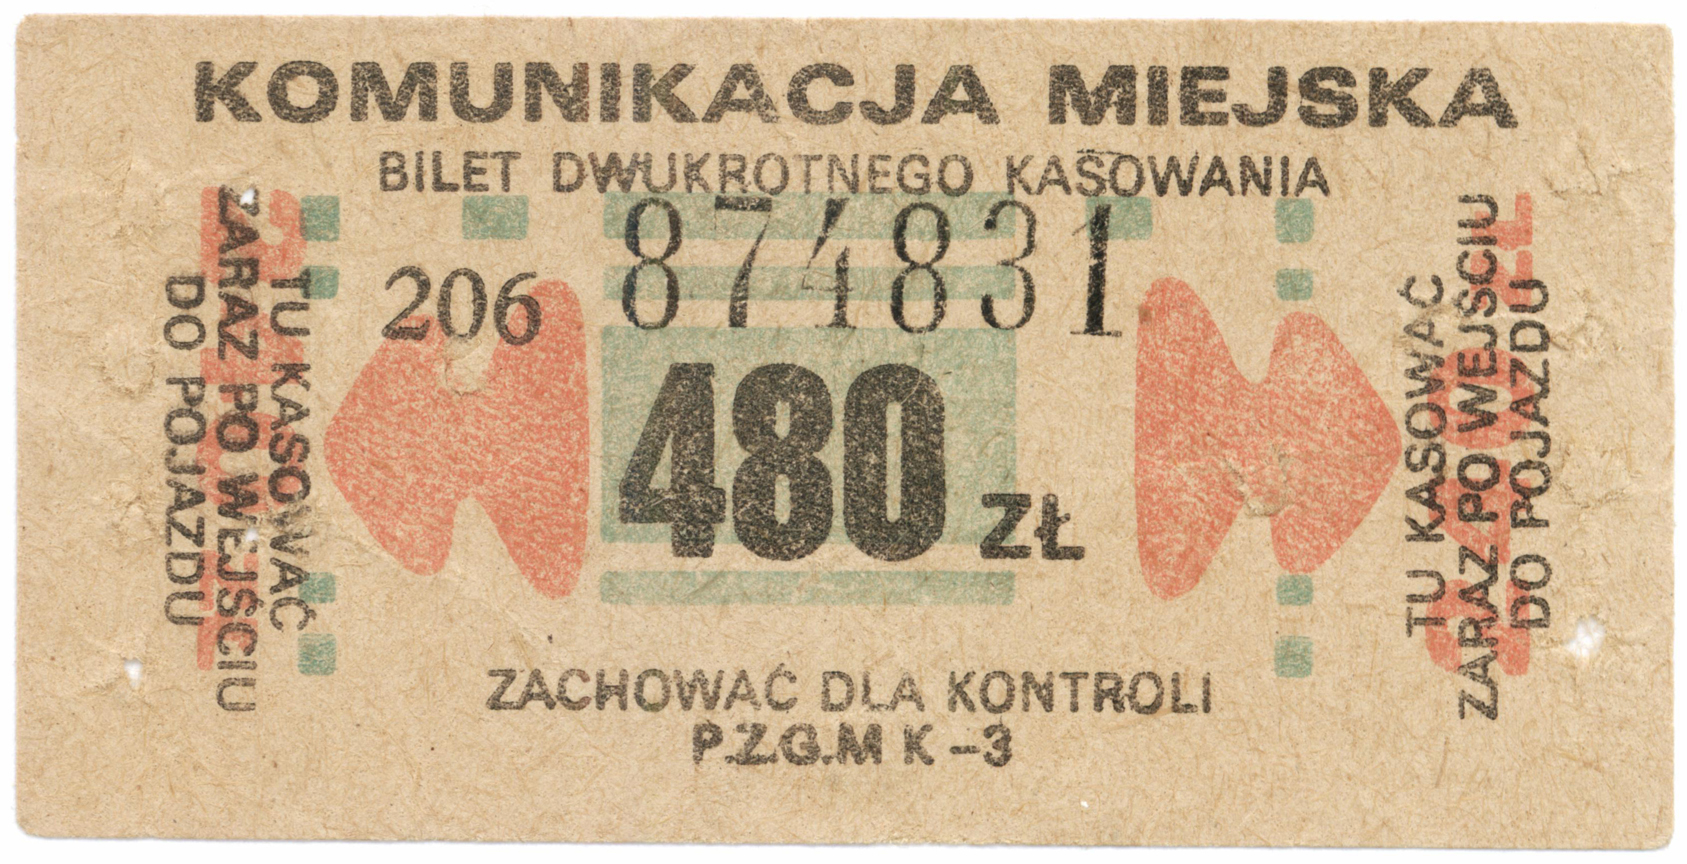 KOMUNIKACJA MIEJSKA
BILET DWUKROTNEGO KASOWANIA
206 874831
480 ZŁ
TU KASOWAĆ
ZARAZ PO WEJŚCIU
DO POJAZDU
TU KASOWAĆ
ZARAZ PO WEJŚCIU
DO POJAZDU
ZACHOWAĆ DLA KONTROLI
P.Z.G.M K-3